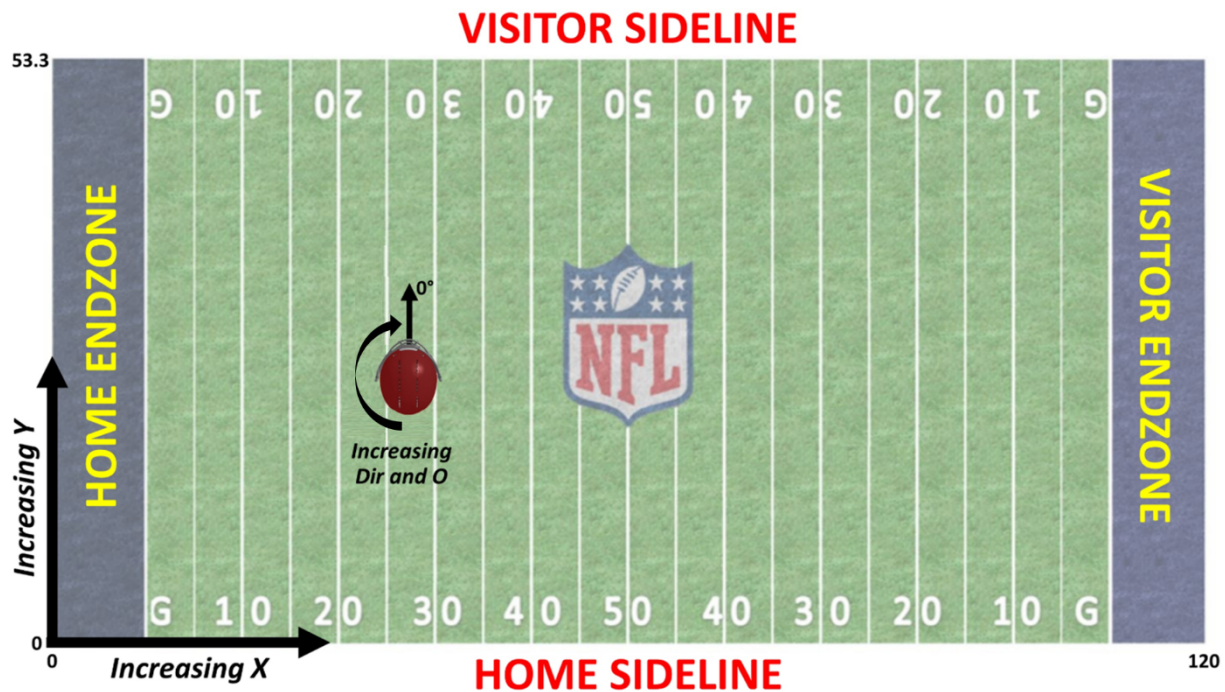 VISITOR SIDELINE
53.3
G 10 20 30 40 50 40 30 20 10 G
HOME ENDZONE
VISITOR ENDZONE
0°
NFL
Increasing
Dir and O
Increasing Y
G 10 20 30 40 50 40 30 20 10 G
0
0
Increasing X
HOME SIDELINE
120